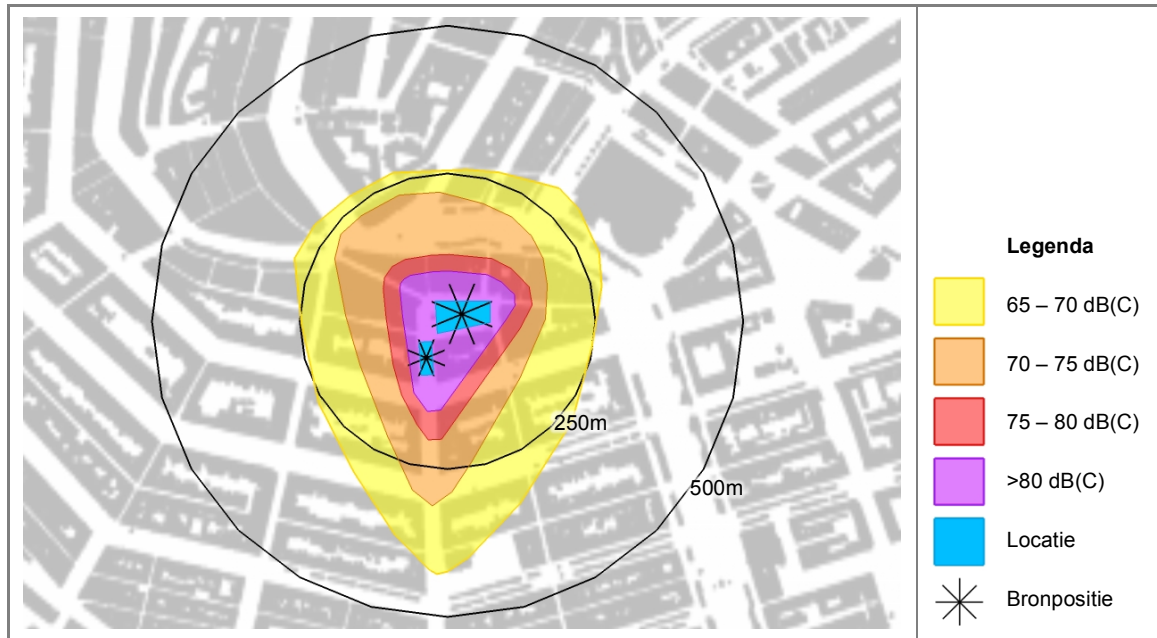 250m
500m
Legenda
65 – 70 dB(C)
70 – 75 dB(C)
75 – 80 dB(C)
>80 dB(C)
Locatie
Bronpositie